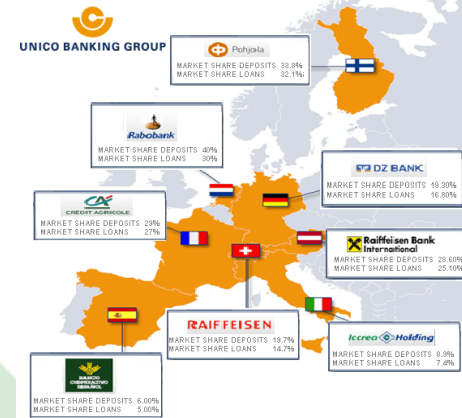 UNICO BANKING GROUP
Pohjola
MARKET SHARE DEPOSITS 33.8%
MARKET SHARE LOANS 32.1%
Rabobank
MARKET SHARE DEPOSITS 40%
MARKET SHARE LOANS 30%
DZ BANK
MARKET SHARE DEPOSITS 19.30%
MARKET SHARE LOANS 16.80%
CA
CRÉDIT AGRICOLE
MARKET SHARE DEPOSITS 29%
MARKET SHARE LOANS 27%
Raiffeisen Bank
International
MARKET SHARE DEPOSITS 28.60%
MARKET SHARE LOANS 25.10%
RAIFFEISEN
MARKET SHARE DEPOSITS 19.7%
MARKET SHARE LOANS 14.7%
Iccrea Holding
MARKET SHARE DEPOSITS 8.9%
MARKET SHARE LOANS 7.4%
BANCO
COOPERATIVO
ESPAÑOL
MARKET SHARE DEPOSITS 6.00%
MARKET SHARE LOANS 5.00%